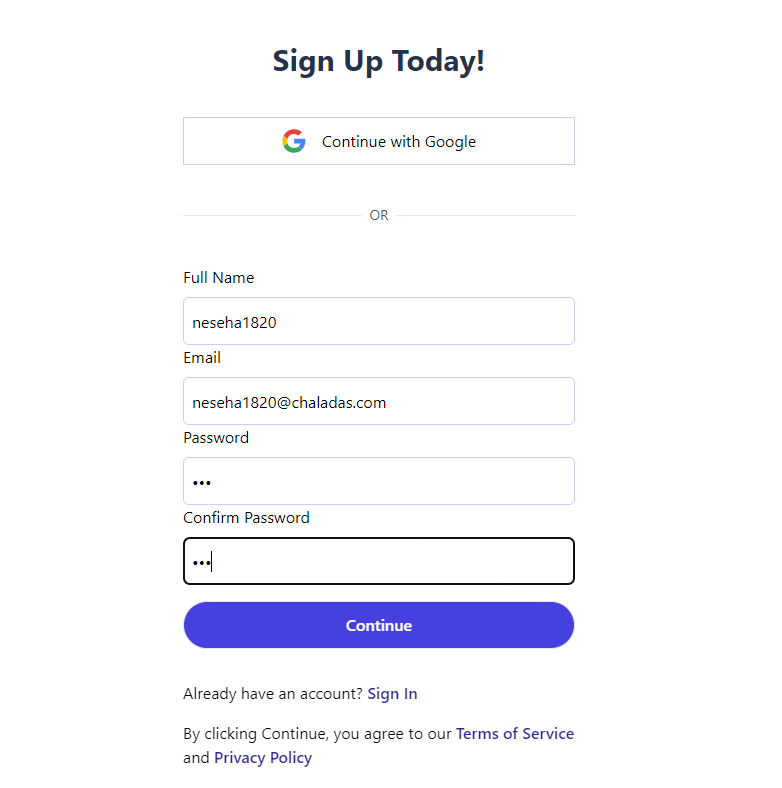 Sign Up Today!
Continue with Google
OR
Full Name
neseha1820
Email
neseha1820@chaladas.com
Password
•••
Confirm Password
•••
Continue
Already have an account? Sign In
By clicking Continue, you agree to our Terms of Service
and Privacy Policy